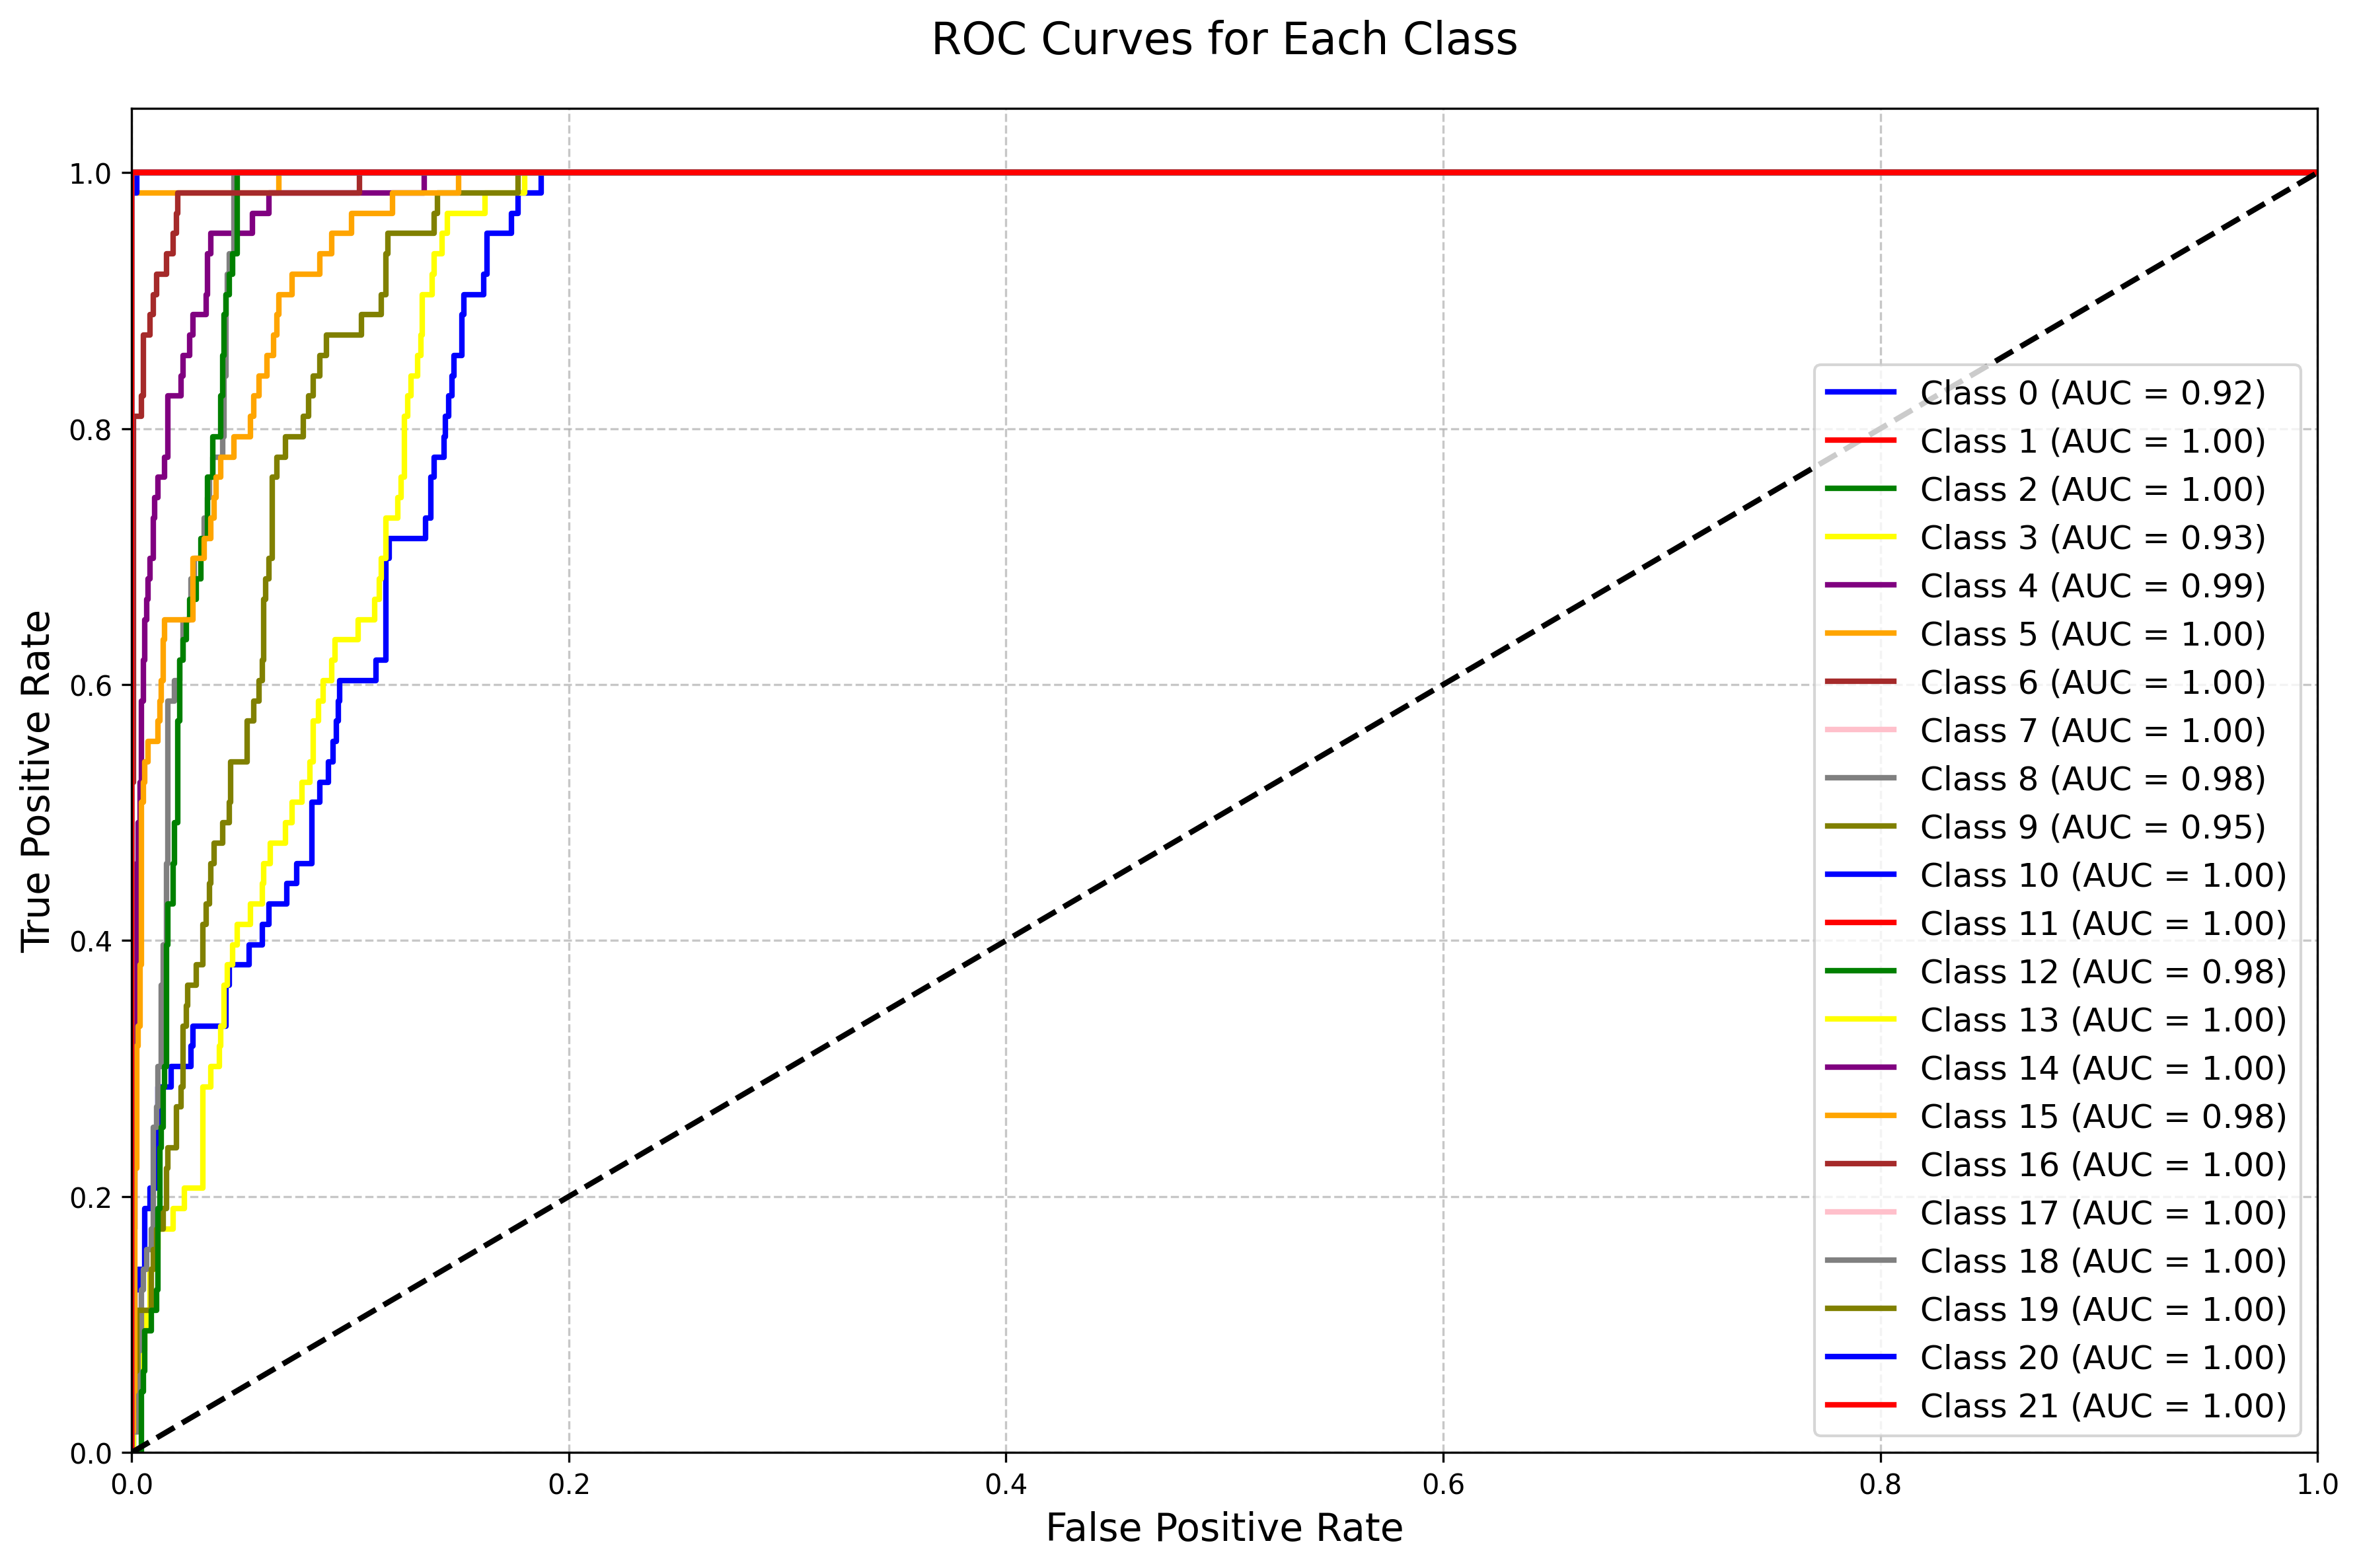 ROC Curves for Each Class
True Positive Rate
1.0
0.8
0.6
0.4
0.2
0.0
0.0 0.2 0.4 0.6 0.8 1.0
False Positive Rate
Class 0 (AUC = 0.92)
Class 1 (AUC = 1.00)
Class 2 (AUC = 1.00)
Class 3 (AUC = 0.93)
Class 4 (AUC = 0.99)
Class 5 (AUC = 1.00)
Class 6 (AUC = 1.00)
Class 7 (AUC = 1.00)
Class 8 (AUC = 0.98)
Class 9 (AUC = 0.95)
Class 10 (AUC = 1.00)
Class 11 (AUC = 1.00)
Class 12 (AUC = 0.98)
Class 13 (AUC = 1.00)
Class 14 (AUC = 1.00)
Class 15 (AUC = 0.98)
Class 16 (AUC = 1.00)
Class 17 (AUC = 1.00)
Class 18 (AUC = 1.00)
Class 19 (AUC = 1.00)
Class 20 (AUC = 1.00)
Class 21 (AUC = 1.00)